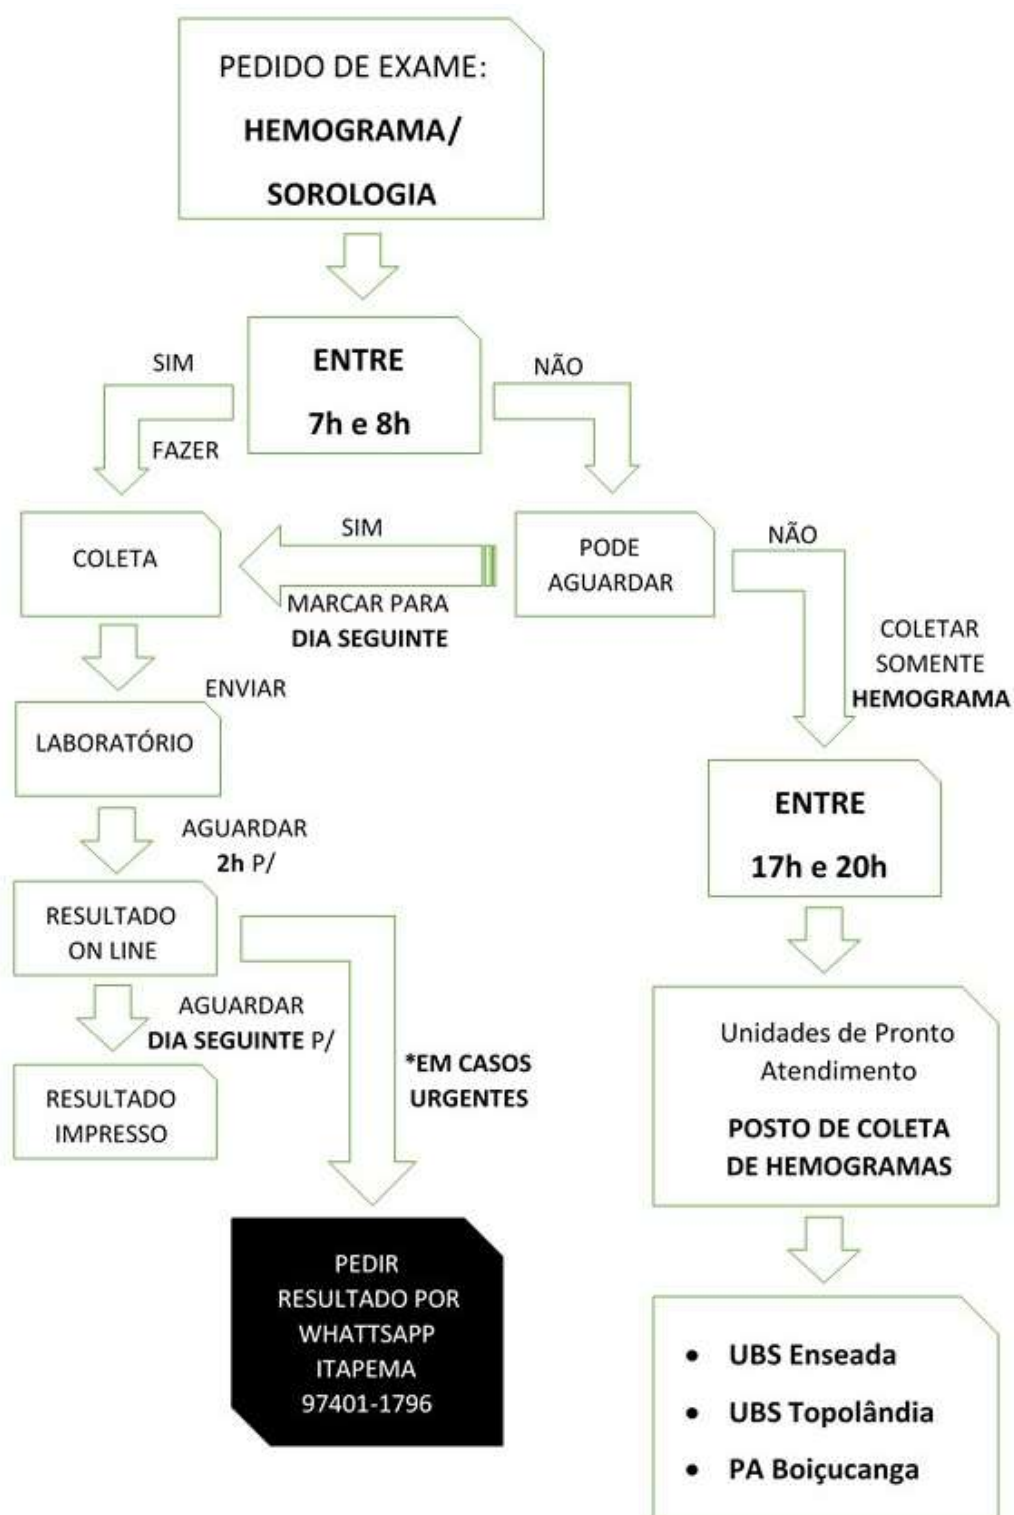 PEDIDO DE EXAME:
HEMOGRAMA/
SOROLOGIA
ENTRE
7h e 8h
SIM
FAZER
NÃO
COLETA
SIM
MARCAR PARA
DIA SEGUINTE
PODE
AGUARDAR
NÃO
COLETAR
SOMENTE
HEMOGRAMA
ENVIAR
LABORATÓRIO
AGUARDAR
2h P/
RESULTADO
ON LINE
AGUARDAR
DIA SEGUINTE P/
RESULTADO
IMPRESSO
*EM CASOS
URGENTES
PEDIR
RESULTADO POR
WHATTSAPP
ITAPEMA
97401-1796
ENTRE
17h e 20h
Unidades de Pronto
Atendimento
POSTO DE COLETA
DE HEMOGRAMAS
• UBS Enseada
• UBS Topolândia
• PA Boiçucanga